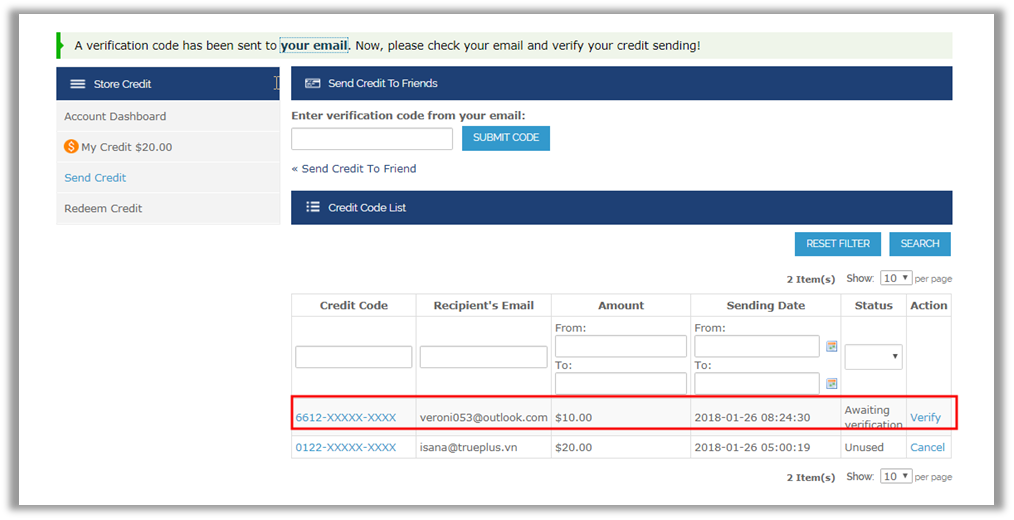 A verification code has been sent to your email. Now, please check your email and verify your credit sending!
Store Credit
Account Dashboard
$ My Credit $20.00
Send Credit
Redeem Credit
Send Credit To Friends
Enter verification code from your email:
SUBMIT CODE
« Send Credit To Friend
Credit Code List
RESET FILTER SEARCH
2 Item(s) Show: 10 per page
Credit Code Recipient's Email Amount Sending Date Status Action
From: From:
To: To:
6612-XXXXX-XXXX veroni053@outlook.com $10.00 2018-01-26 08:24:30 Awaiting verification Verify
0122-XXXXX-XXXX isana@trueplus.vn $20.00 2018-01-26 05:00:19 Unused Cancel
2 Item(s) Show: 10 per page